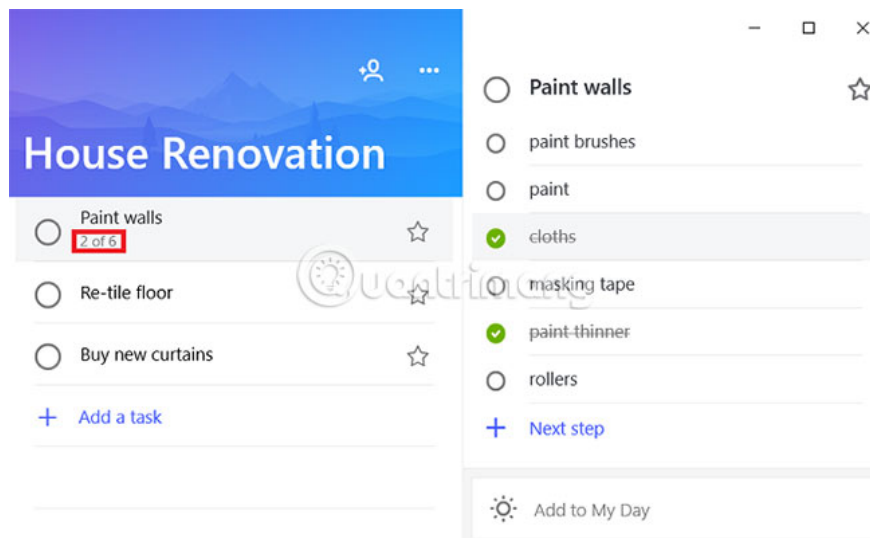 House Renovation
Paint walls
2 of 6
Re-tile floor
Buy new curtains
Add a task
Paint walls
paint brushes
paint
cloths
masking tape
paint thinner
rollers
Next step
Add to My Day
Quantrimang